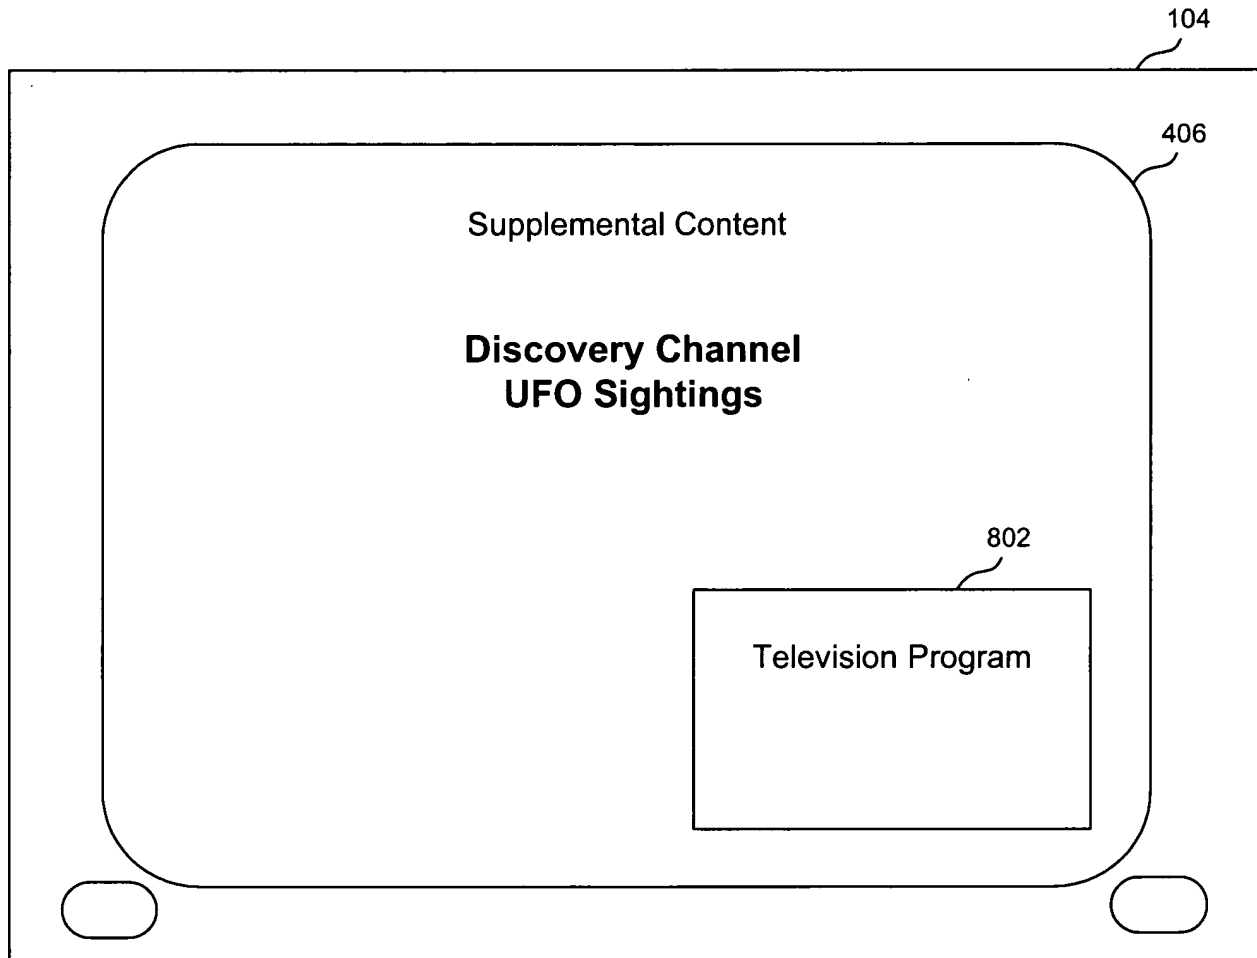 104
406
Supplemental Content
Discovery Channel
UFO Sightings
802
Television Program